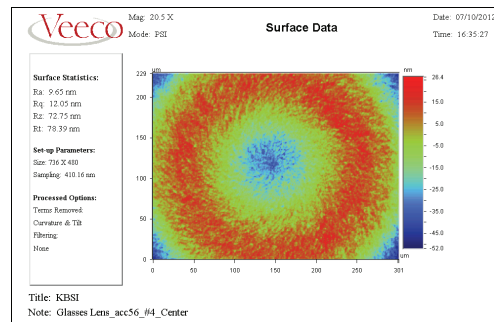 Veeco
Mag: 20.5 X
Mode: PSI
Surface Data
Date: 07/10/2012
Time: 16:35:27
Surface Statistics:
Ra: 9.65 nm
Rq: 12.05 nm
Rz: 72.75 nm
Rt: 78.39 nm
Set-up Parameters:
Size: 736 X 480
Sampling: 410.16 nm
Processed Options:
Terms Removed:
Curvature & Tilt
Filtering:
None
um
229
200
150
100
50
0
0 50 100 150 200 250 301
um
nm
28.4
15.0
5.0
-5.0
-15.0
-25.0
-35.0
-45.0
-52.0
Title: KBSI
Note: Glasses Lens_acc56_#4_Center